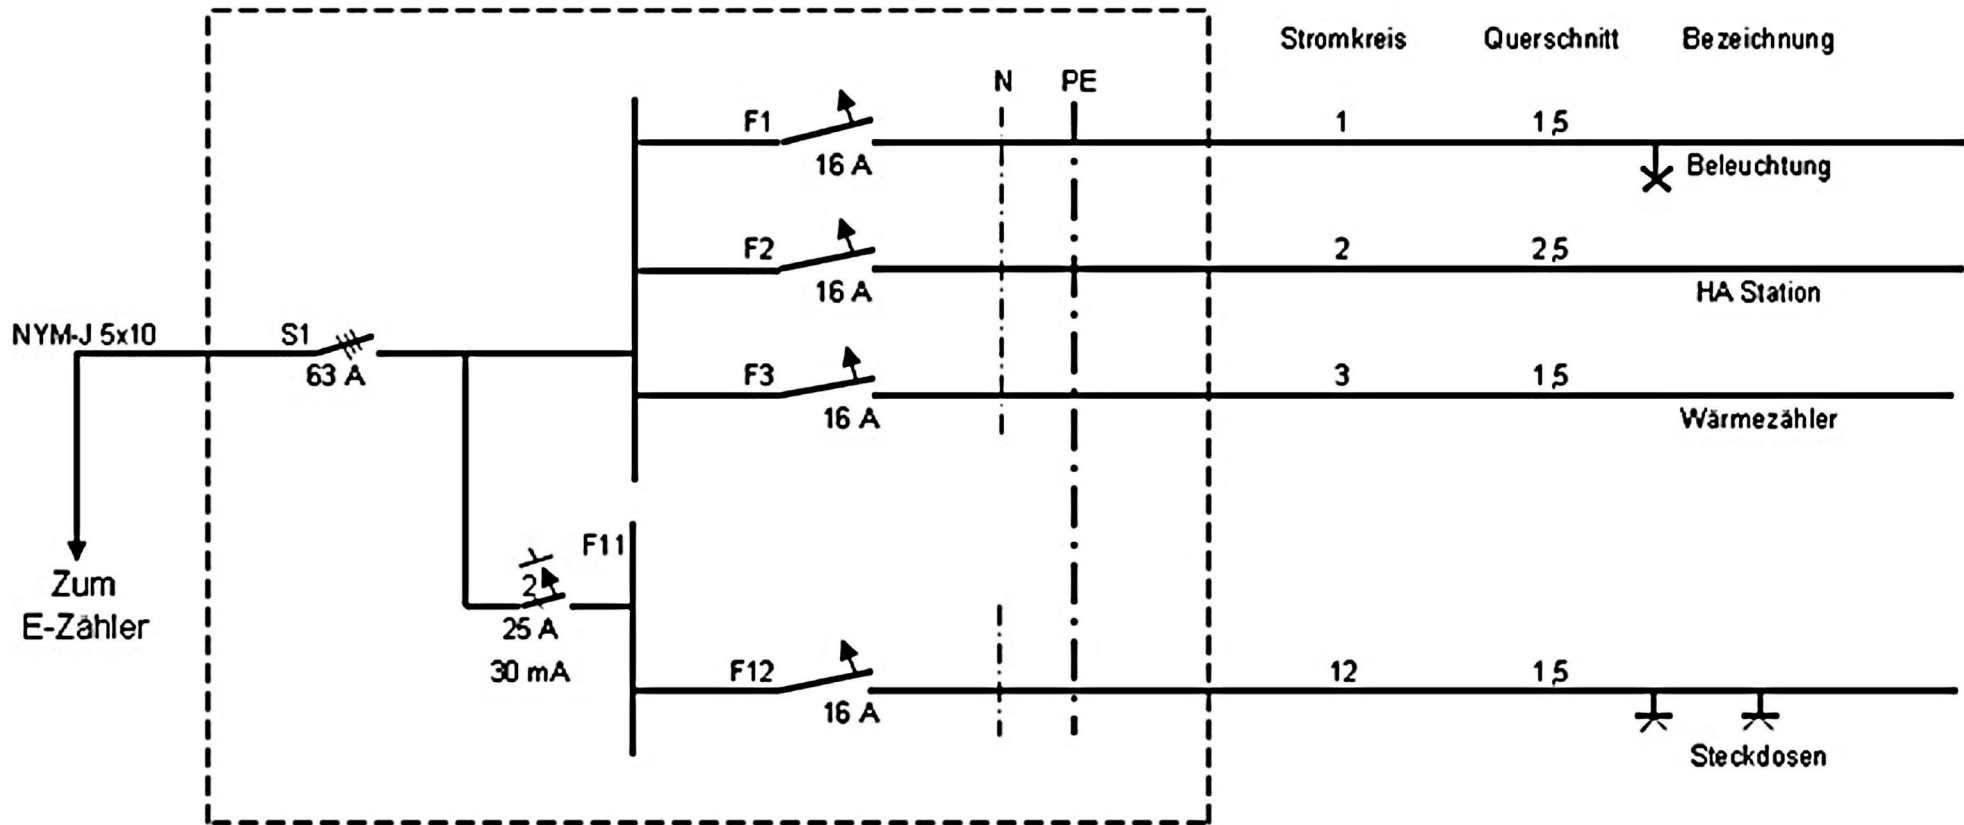 Stromkreis Querschnitt Bezeichnung
N PE
F1 1 1,5
16 A Beleuchtung
F2 2 2,5
16 A HA Station
NYM-J 5x10 S1
63 A F3 3 1,5
16 A Wärmezähler
F11
2
Zum
E-Zähler
25 A
30 mA F12 12 1,5
16 A
Steckdosen